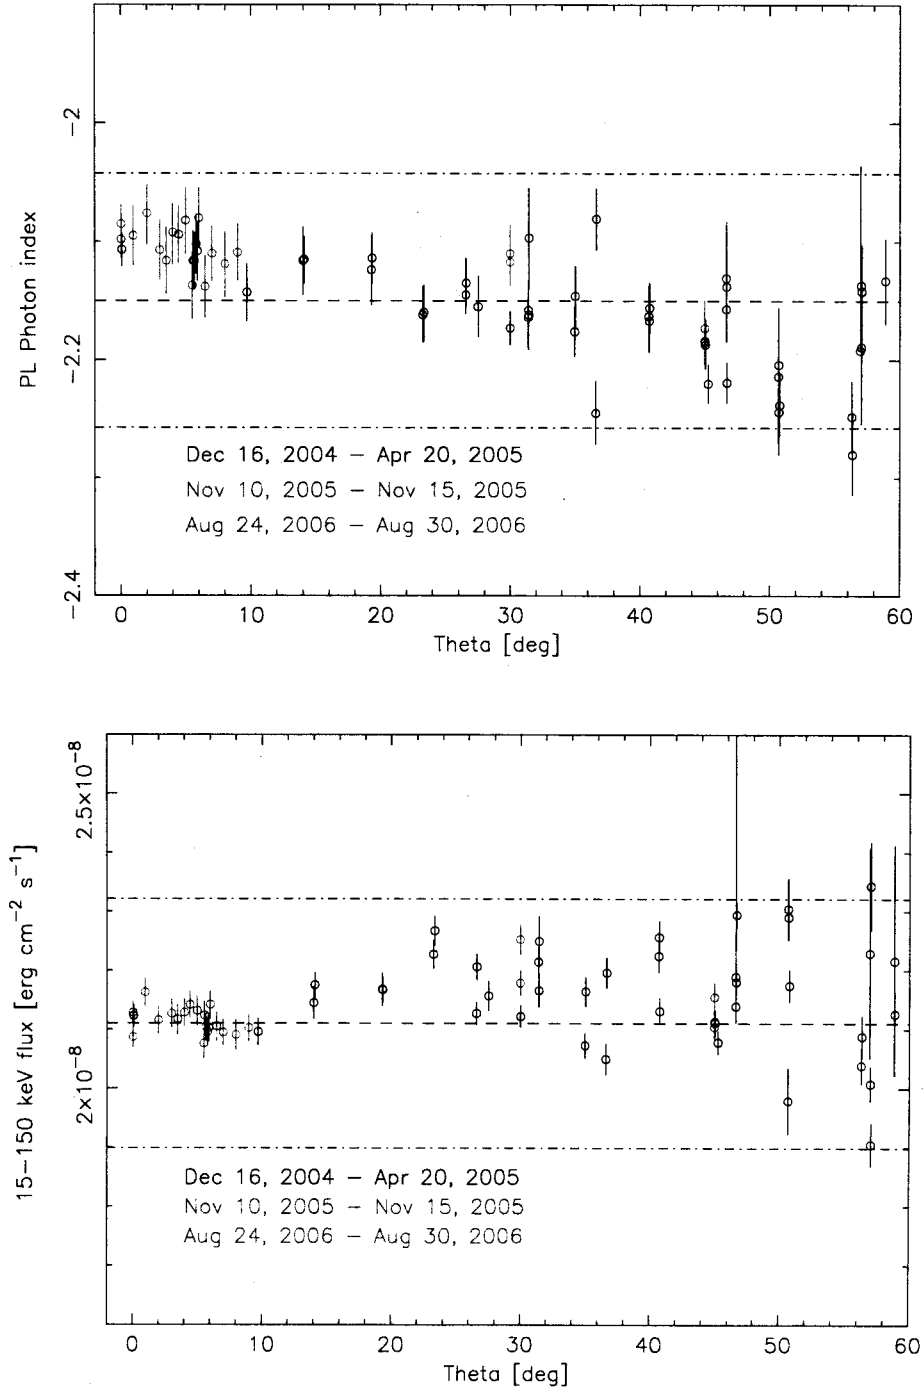 PL Photon index
-2
-2.2
-2.4
Dec 16, 2004 – Apr 20, 2005
Nov 10, 2005 – Nov 15, 2005
Aug 24, 2006 – Aug 30, 2006
0 10 20 30 40 50 60
Theta [deg]
15-150 keV flux [erg cm⁻² s⁻¹]
2.5×10⁻⁸
2×10⁻⁸
Dec 16, 2004 – Apr 20, 2005
Nov 10, 2005 – Nov 15, 2005
Aug 24, 2006 – Aug 30, 2006
0 10 20 30 40 50 60
Theta [deg]